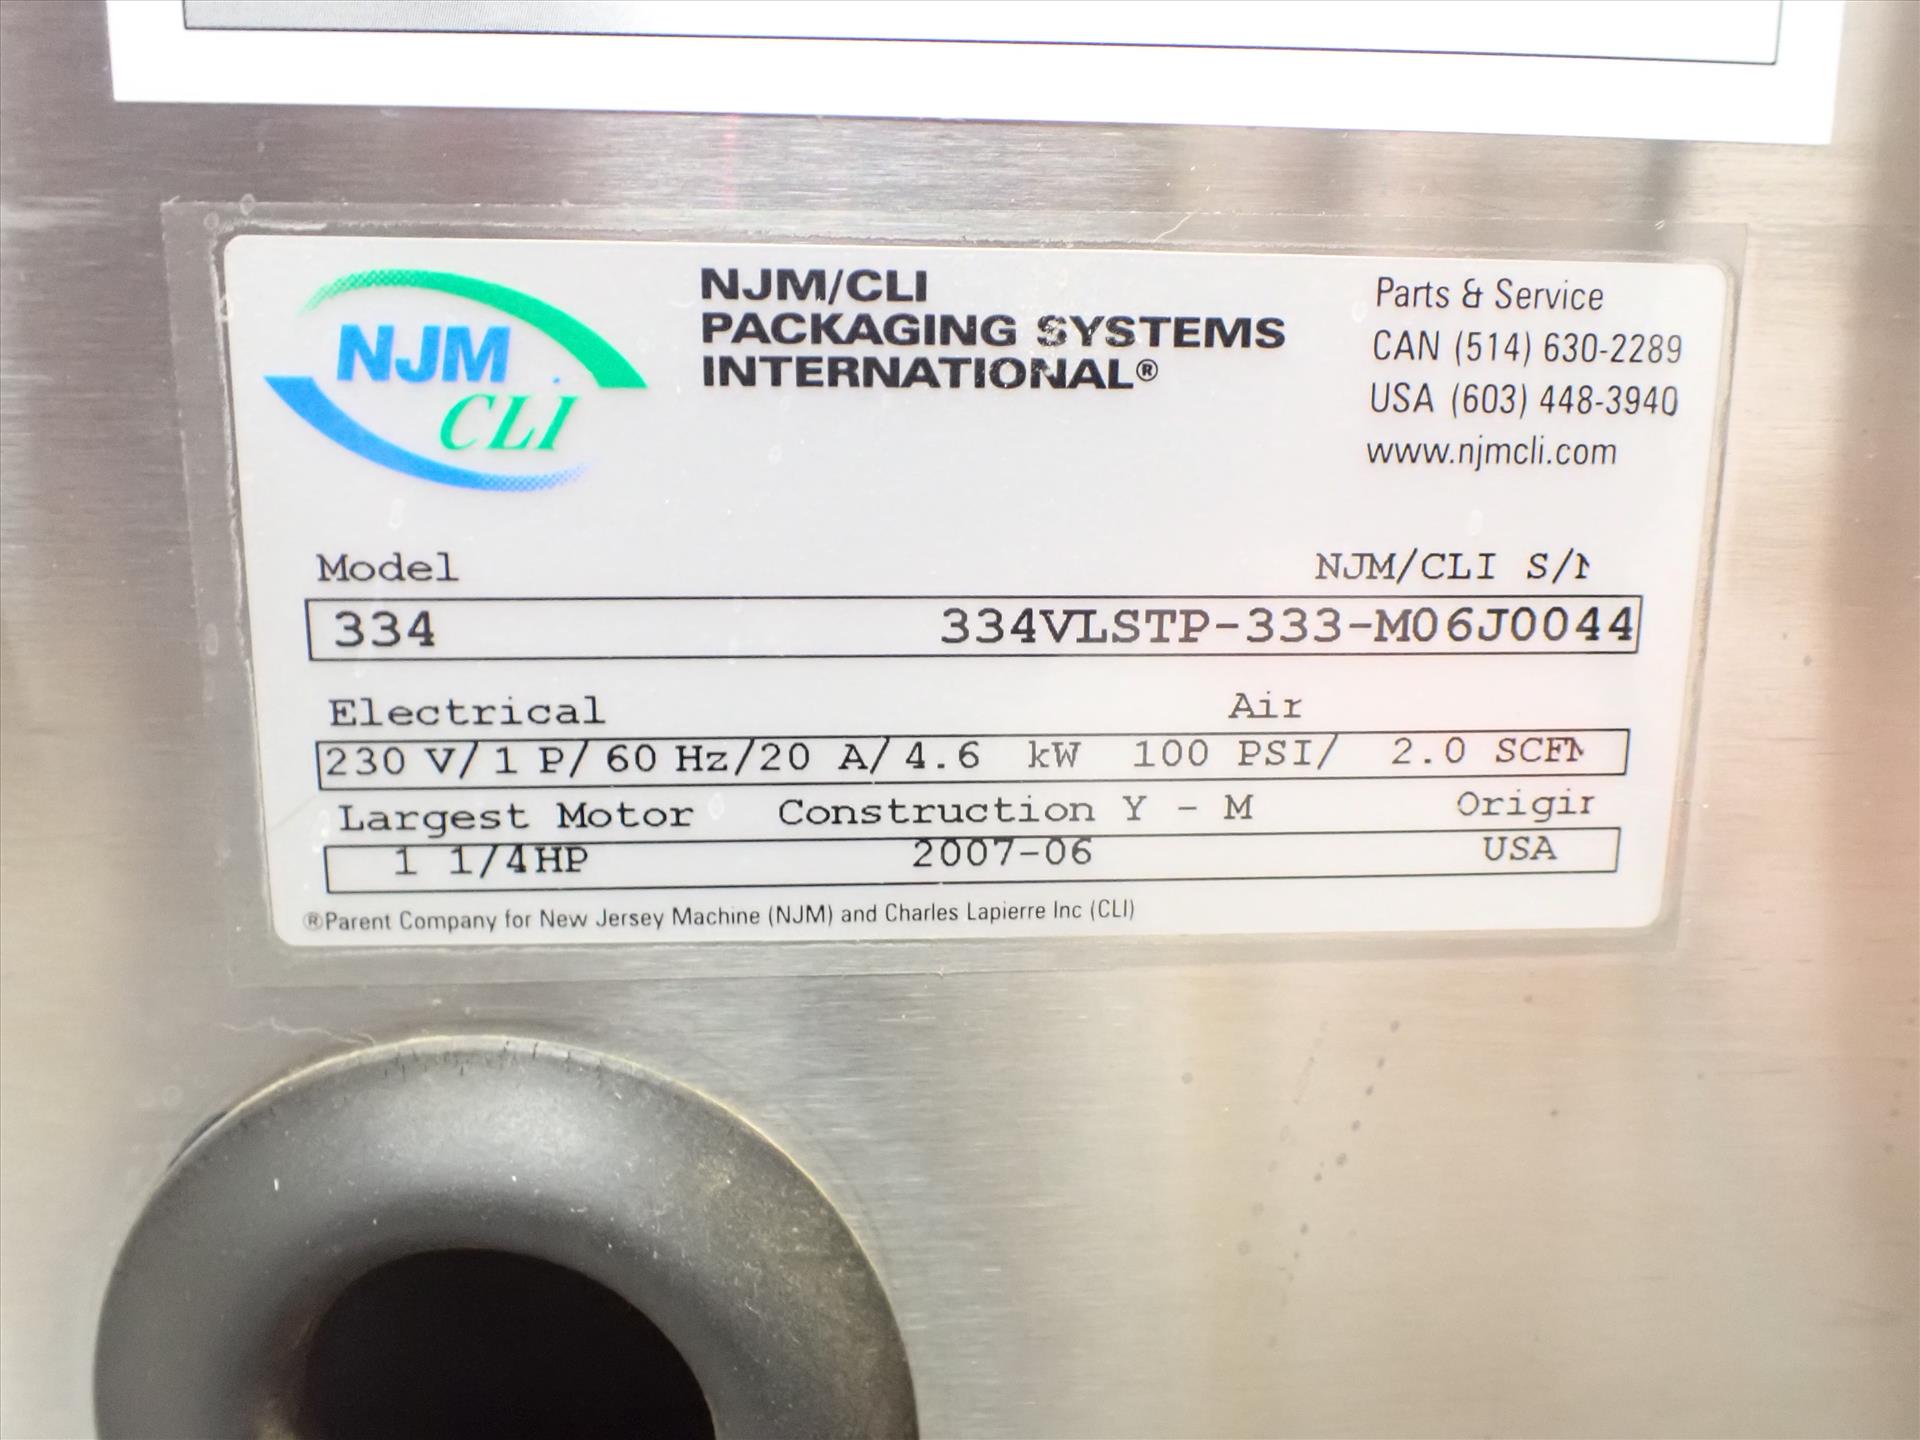 NJM
CLI
NJM/CLI
PACKAGING SYSTEMS
INTERNATIONAL®
Parts & Service
CAN (514) 630-2289
USA (603) 448-3940
www.njmcli.com
Model NJM/CLI S/N
334 334VLSTP-333-M06J0044
Electrical Air
230 V/ 1 P/ 60 Hz/20 A/ 4.6 kW 100 PSI/ 2.0 SCFM
Largest Motor Construction Y - M Origin
1 1/4HP 2007-06 USA
®Parent Company for New Jersey Machine (NJM) and Charles Lapierre Inc (CLI)